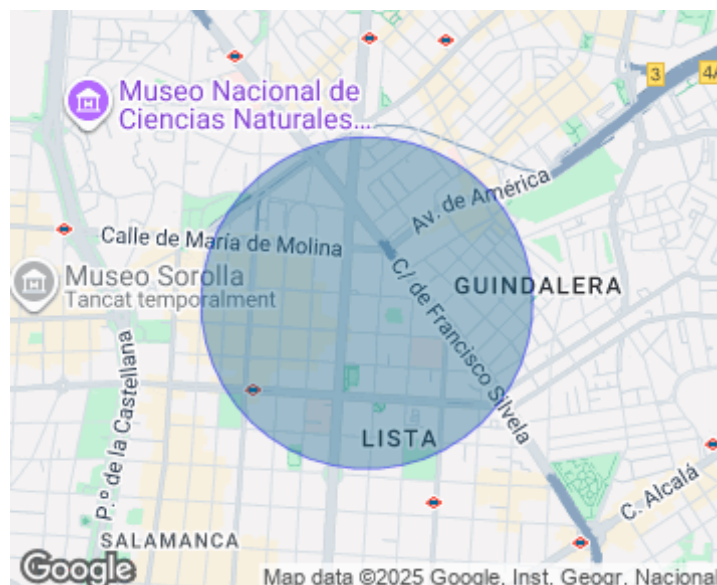 Museo Nacional de
Ciencias Naturales...
3
4A
Av. de América
Calle de María de Molina
Museo Sorolla
Tancat temporalment
GUINDALERA
C/ de Francisco Silvela
P.º de la Castellana
LISTA
C. Alcalá
SALAMANCA
Google
Map data ©2025 Google, Inst. Geogr. Nacional